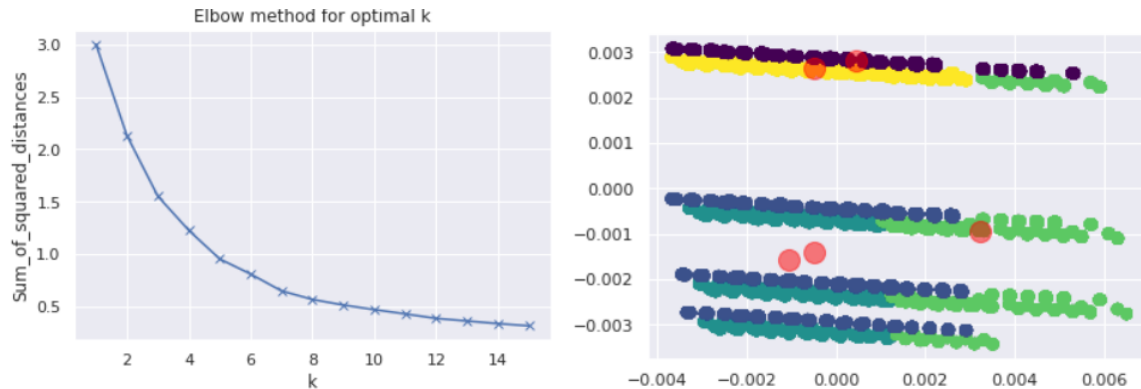 Elbow method for optimal k
Sum_of_squared_distances
3.0
2.5
2.0
1.5
1.0
0.5
2 4 6 8 10 12 14
k
0.003
0.002
0.001
0.000
−0.001
−0.002
−0.003
−0.004 −0.002 0.000 0.002 0.004 0.006